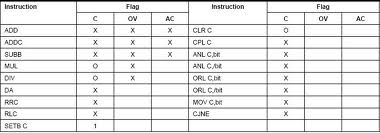 Instruction Flag Instruction Flag
C OV AC C OV AC
ADD X X X CLR C O
ADDC X X X CPL C X
SUBB X X X ANL C,bit X
MUL O X ANL C,/bit X
DIV O X ORL C,bit X
DA X ORL C,/bit X
RRC X MOV C,bit X
RLC X CJNE X
SETB C 1